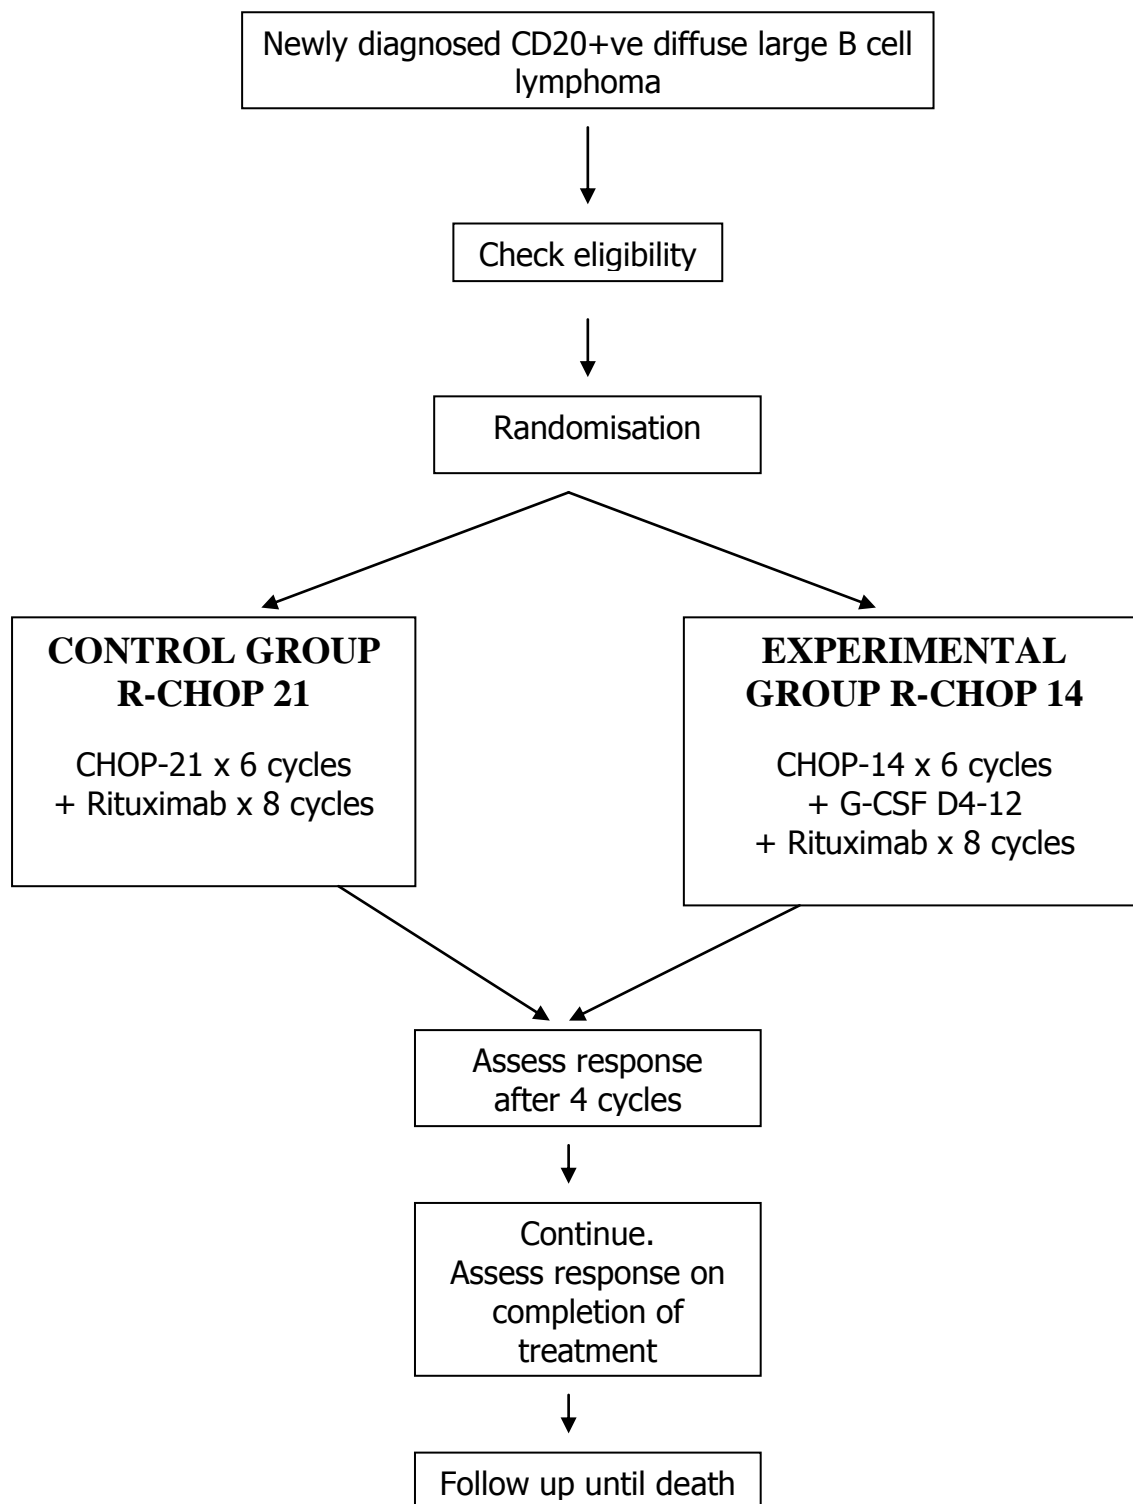 Newly diagnosed CD20+ve diffuse large B cell
lymphoma
Check eligibility
Randomisation
CONTROL GROUP
R-CHOP 21
CHOP-21 x 6 cycles
+ Rituximab x 8 cycles
EXPERIMENTAL
GROUP R-CHOP 14
CHOP-14 x 6 cycles
+ G-CSF D4-12
+ Rituximab x 8 cycles
Assess response
after 4 cycles
Continue.
Assess response on
completion of
treatment
Follow up until death